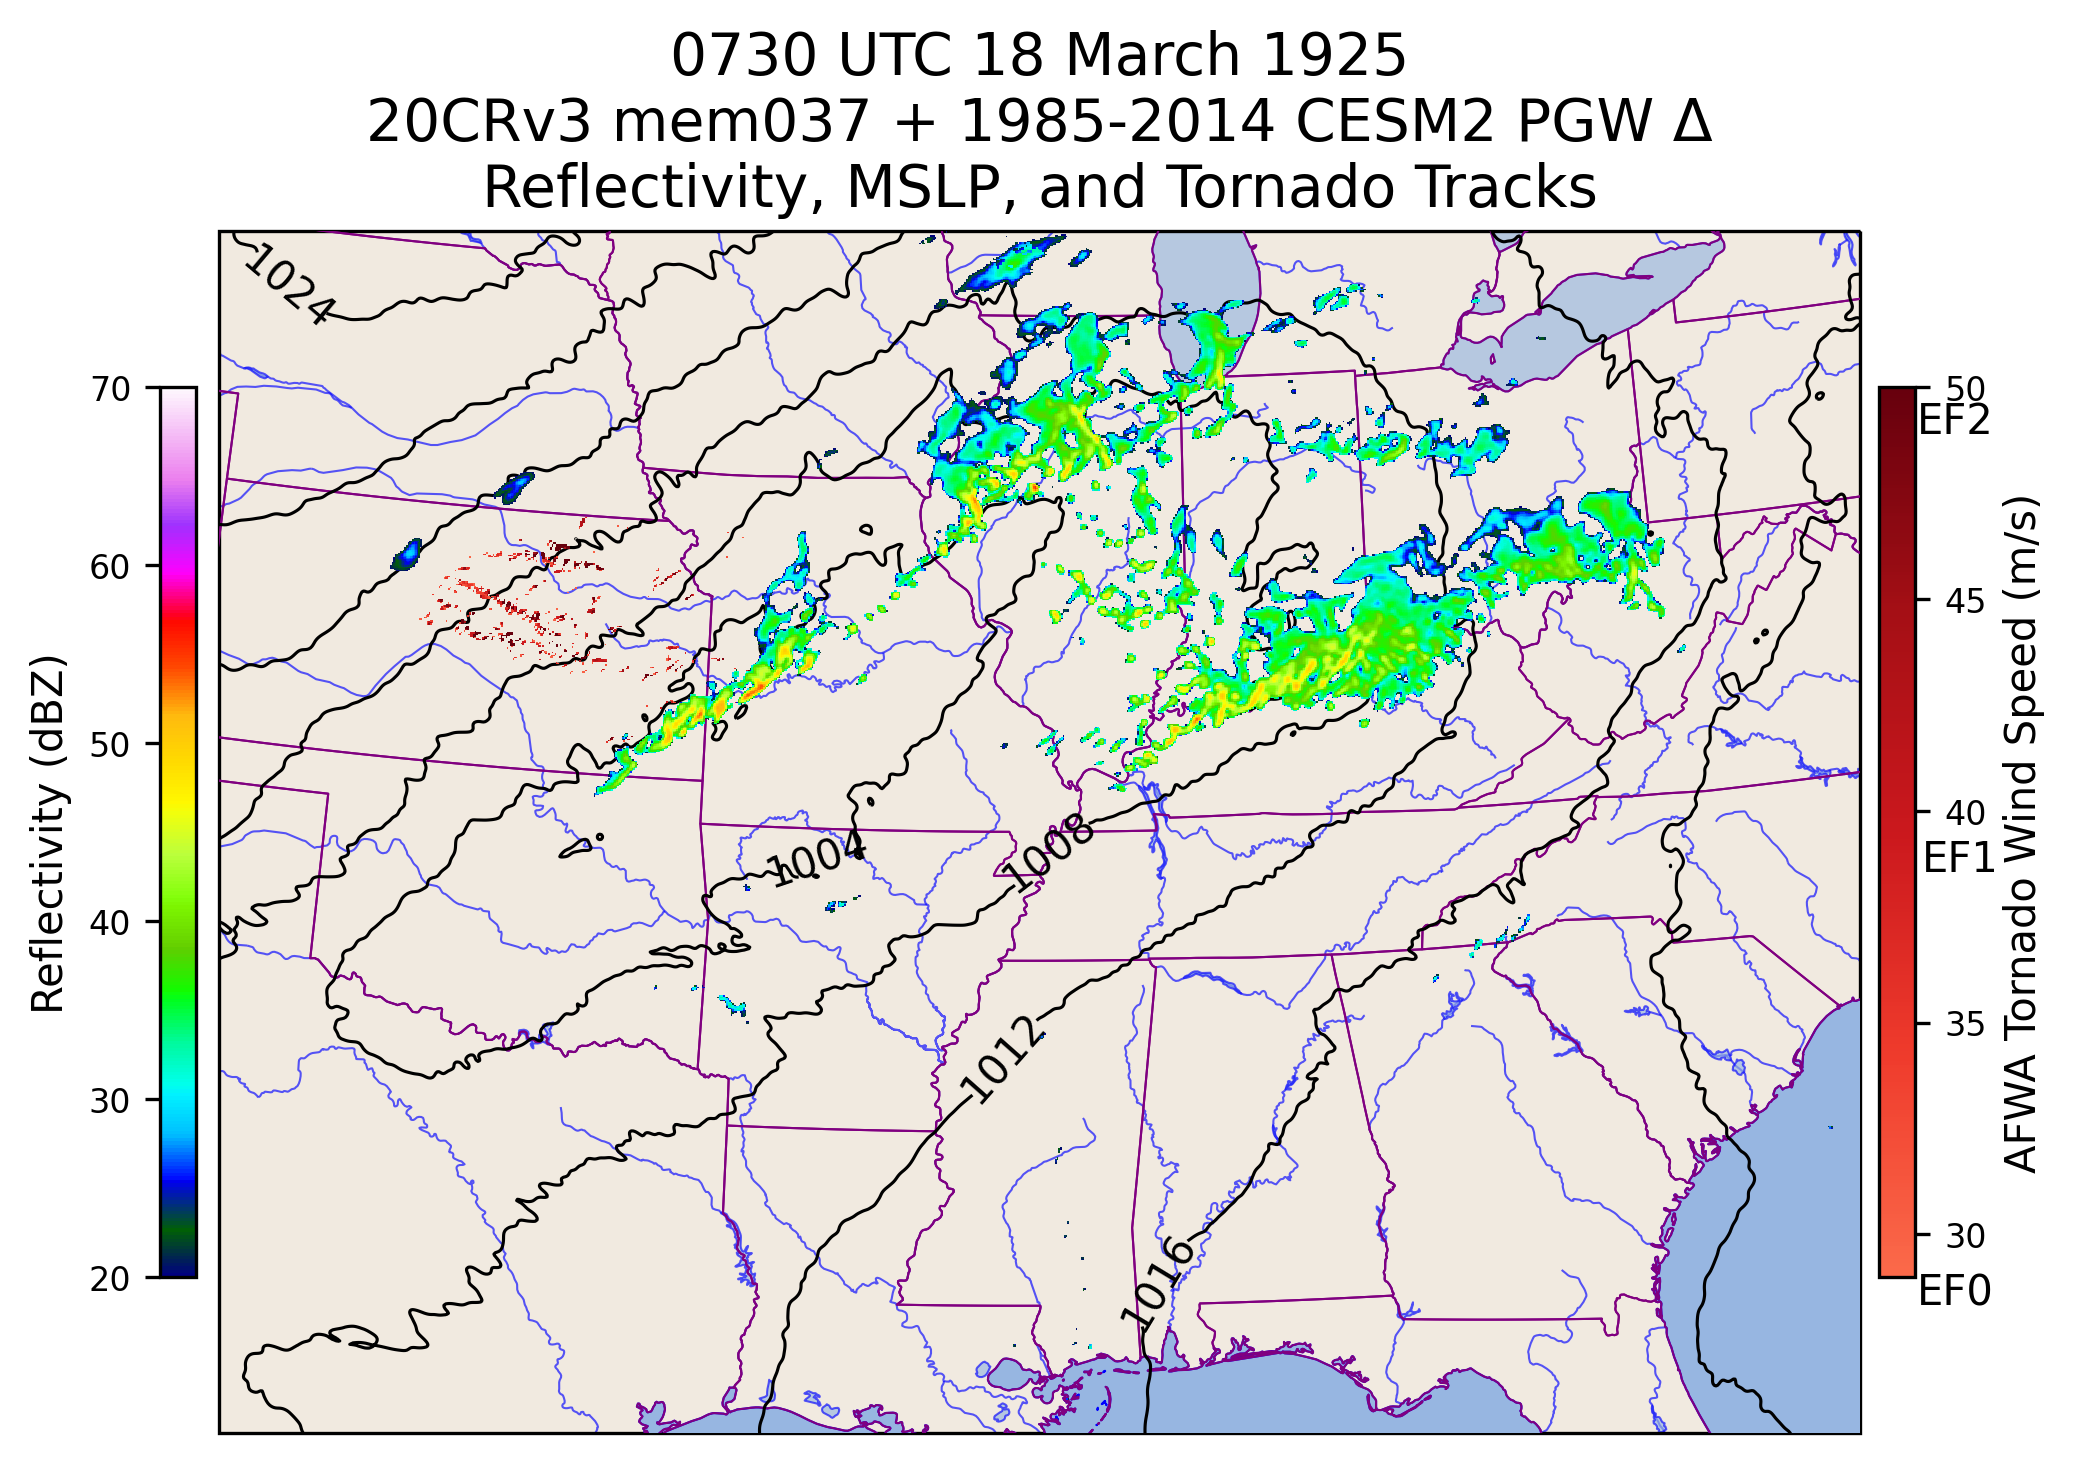 0730 UTC 18 March 1925
20CRv3 mem037 + 1985-2014 CESM2 PGW Δ
Reflectivity, MSLP, and Tornado Tracks
1024
1004
1008
1012
1016
70
60
50
40
30
20
Reflectivity (dBZ)
50
EF2
45
40
EF1
35
30
EF0
AFWA Tornado Wind Speed (m/s)